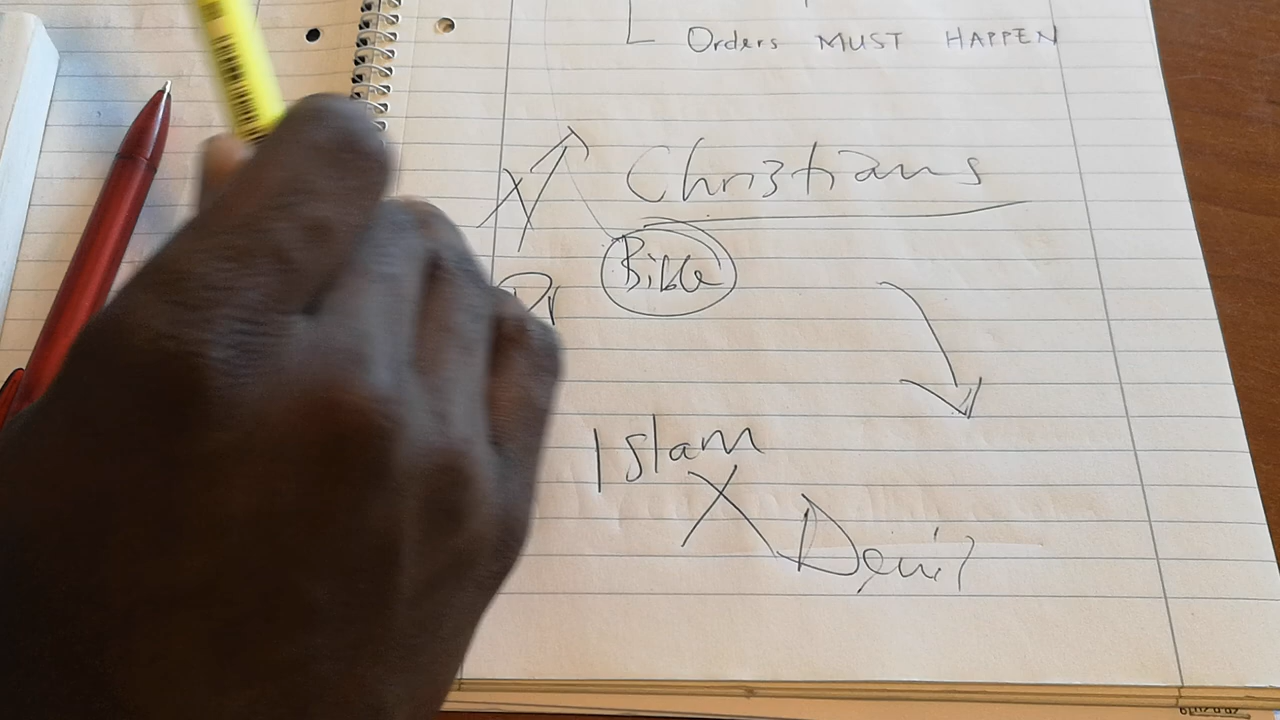 Orders MUST HAPPEN
Christians
Bible
Islam
X Devil